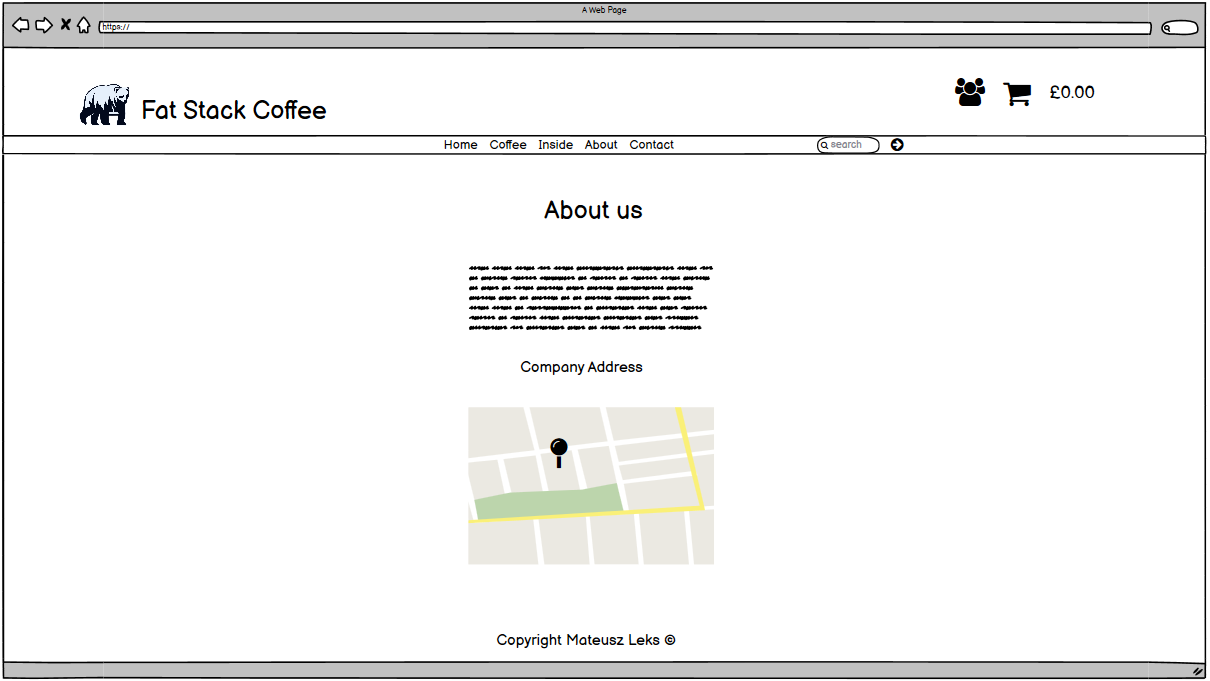 A Web Page
https://
Fat Stack Coffee
£0.00
Home Coffee Inside About Contact
search
About us
Company Address
Copyright Mateusz Leks ©